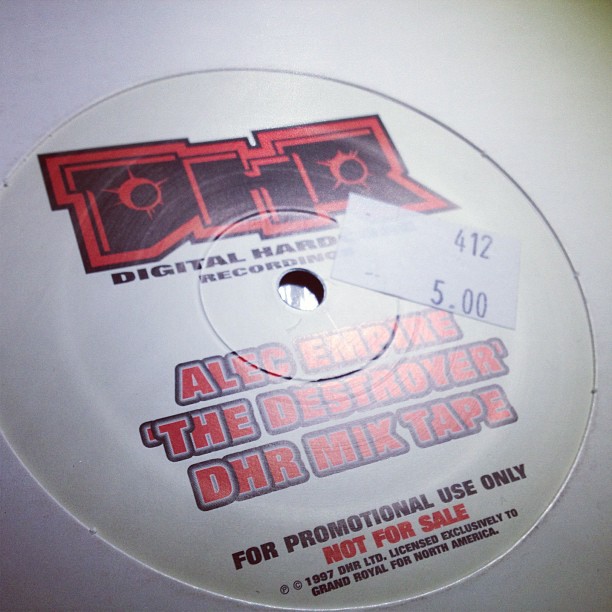 DHR
DIGITAL HARD
RECORDINGS
412
5.00
ALEC EMPIRE
'THE DESTROYER'
DHR MIX TAPE
FOR PROMOTIONAL USE ONLY
NOT FOR SALE
℗ © 1997 DHR LTD. LICENSED EXCLUSIVELY TO
GRAND ROYAL FOR NORTH AMERICA.